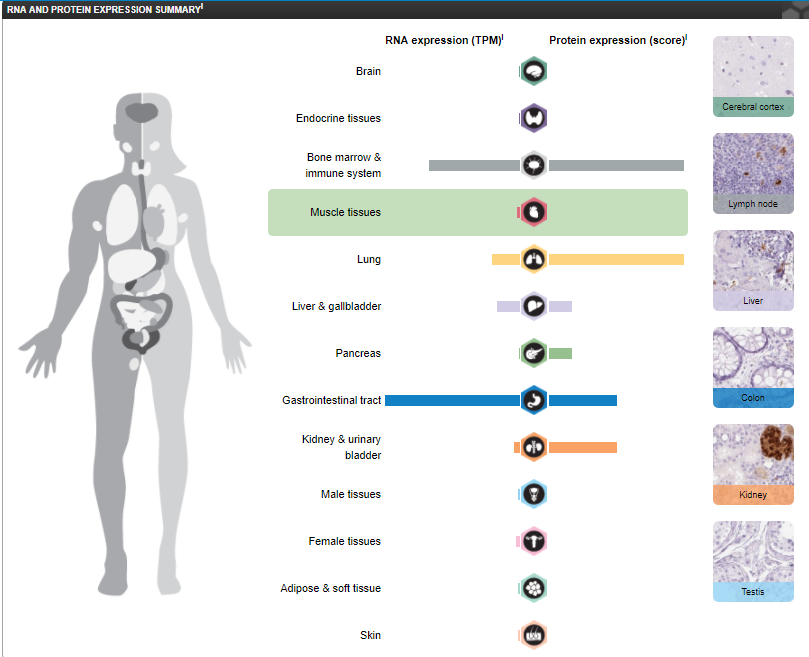 RNA AND PROTEIN EXPRESSION SUMMARYⁱ
RNA expression (TPM)ⁱ Protein expression (score)ⁱ
Brain
Endocrine tissues
Bone marrow &
immune system
Muscle tissues
Lung
Liver & gallbladder
Pancreas
Gastrointestinal tract
Kidney & urinary
bladder
Male tissues
Female tissues
Adipose & soft tissue
Skin
Cerebral cortex
Lymph node
Liver
Colon
Kidney
Testis